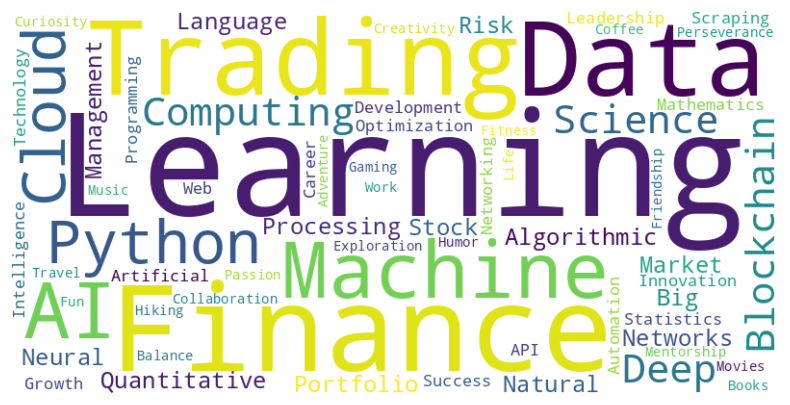 Curiosity
Language
Trading
Creativity
Risk
Leadership
Coffee
Scraping
Perseverance
Data
Technology
Cloud
Management
Programming
Computing
Development
Optimization
Fitness
Science
Mathematics
Learning
Music
Web
Career
Adventure
Gaming
Work
Networking
Life
Friendship
Blockchain
Python
Processing
Stock
Algorithmic
Exploration
Humor
Intelligence
Travel
Artificial
Passion
Machine
Market
Innovation
AI
Fun
Hiking
Collaboration
Finance
Big
Automation
Statistics
Networks
Neural
Balance
API
Mentorship
Growth
Quantitative
Portfolio
Success
Natural
Deep
Movies
Books